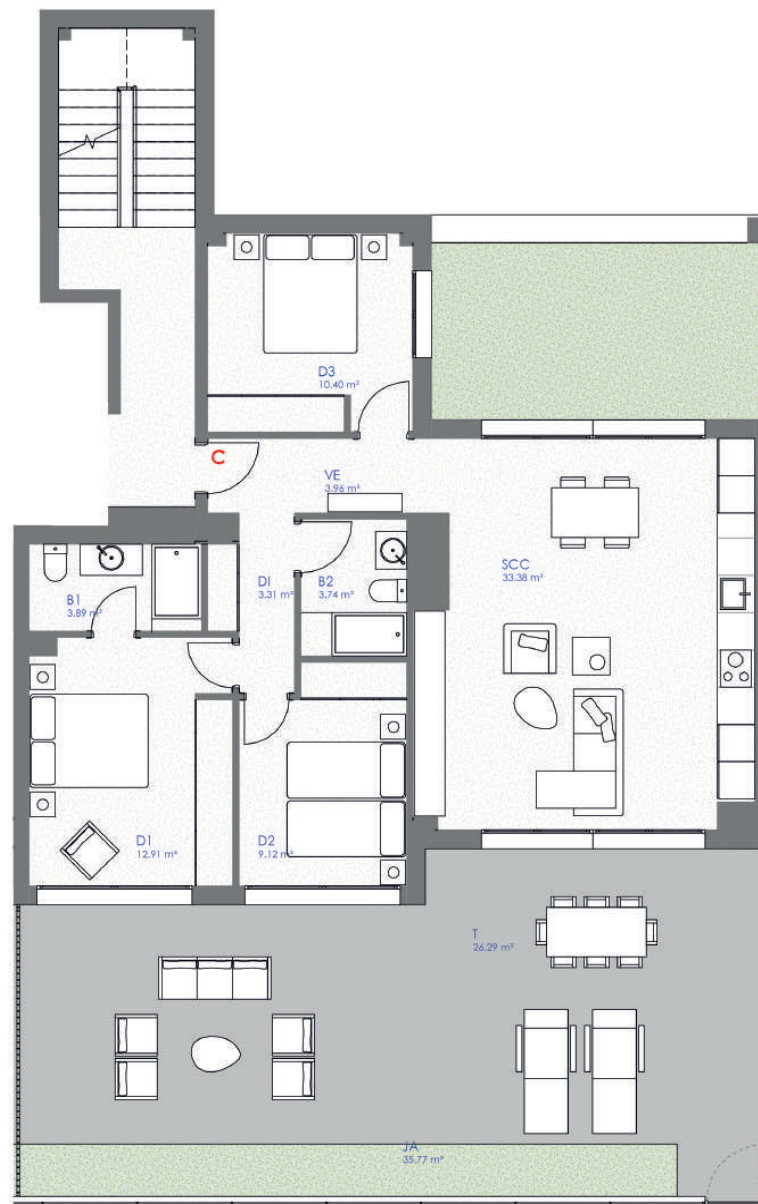 D3
10.40 m²
C
VE
3.96 m²
SCC
33.38 m²
DI
3.31 m²
B2
3.74 m²
B1
3.89 m²
D1
12.91 m²
D2
9.12 m²
T
26.29 m²
JA
35.77 m²